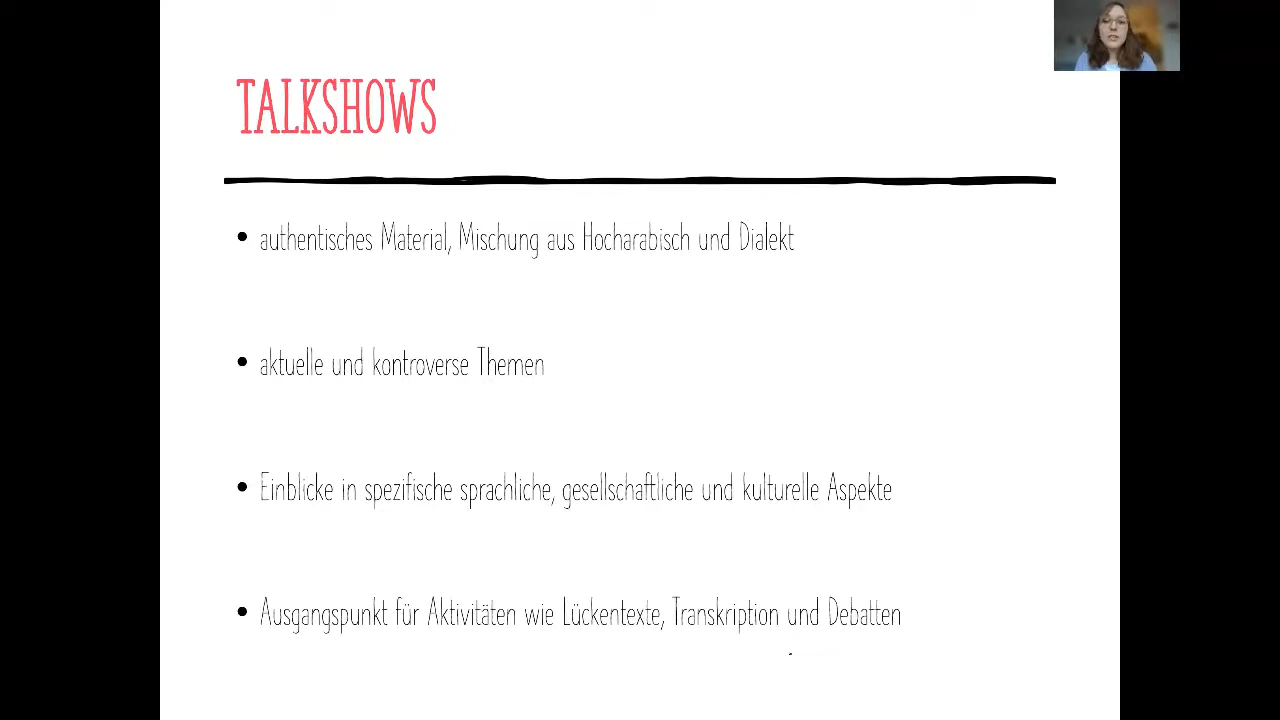 TALKSHOWS
• authentisches Material, Mischung aus Hocharabisch und Dialekt
• aktuelle und kontroverse Themen
• Einblicke in spezifische sprachliche, gesellschaftliche und kulturelle Aspekte
• Ausgangspunkt für Aktivitäten wie Lückentexte, Transkription und Debatten